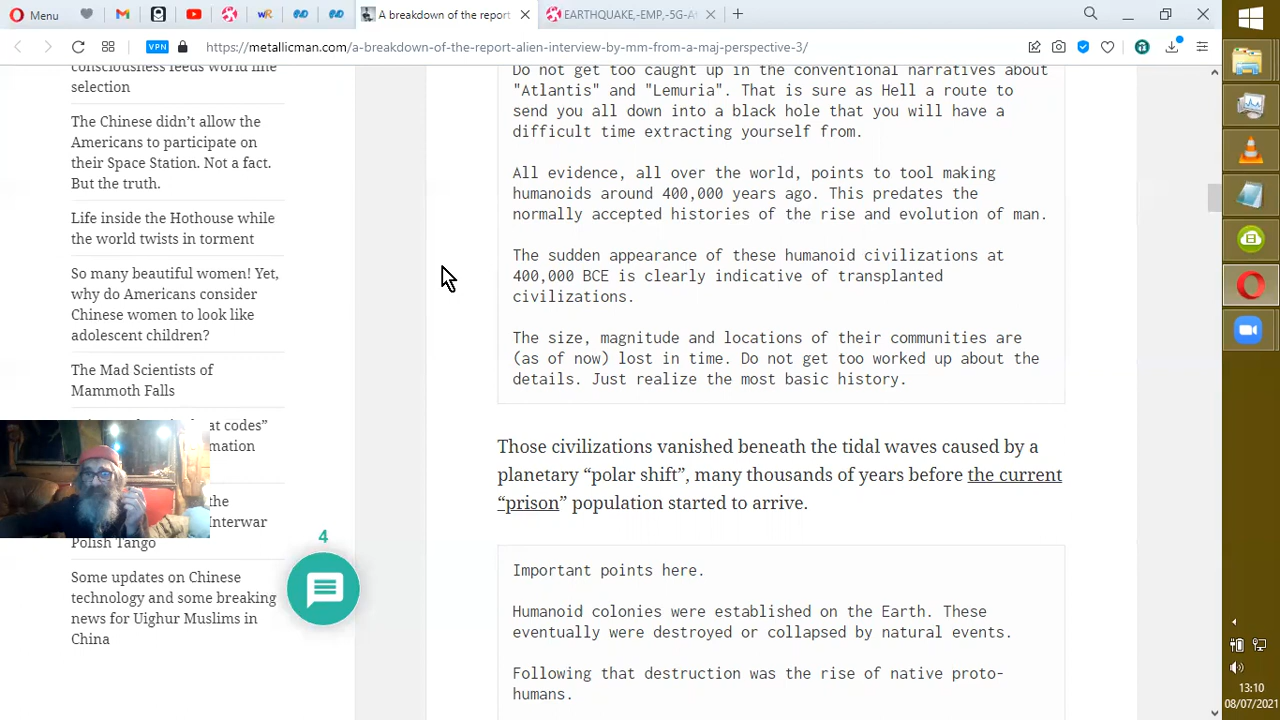 Menu
A breakdown of the report
EARTHQUAKE,-EMP,-5G-AT
VPN
https://metallicman.com/a-breakdown-of-the-report-alien-interview-by-mm-from-a-maj-perspective-3/
consciousness feeds world line
selection
The Chinese didn’t allow the
Americans to participate on
their Space Station. Not a fact.
But the truth.
Life inside the Hothouse while
the world twists in torment
So many beautiful women! Yet,
why do Americans consider
Chinese women to look like
adolescent children?
The Mad Scientists of
Mammoth Falls
at codes”
mation
the
Interwar
Polish Tango
Some updates on Chinese
technology and some breaking
news for Uighur Muslims in
China
4
Do not get too caught up in the conventional narratives about
"Atlantis" and "Lemuria". That is sure as Hell a route to
send you all down into a black hole that you will have a
difficult time extracting yourself from.
All evidence, all over the world, points to tool making
humanoids around 400,000 years ago. This predates the
normally accepted histories of the rise and evolution of man.
The sudden appearance of these humanoid civilizations at
400,000 BCE is clearly indicative of transplanted
civilizations.
The size, magnitude and locations of their communities are
(as of now) lost in time. Do not get too worked up about the
details. Just realize the most basic history.
Those civilizations vanished beneath the tidal waves caused by a
planetary “polar shift”, many thousands of years before the current
“prison” population started to arrive.
Important points here.
Humanoid colonies were established on the Earth. These
eventually were destroyed or collapsed by natural events.
Following that destruction was the rise of native proto-
humans.
13:10
08/07/2021